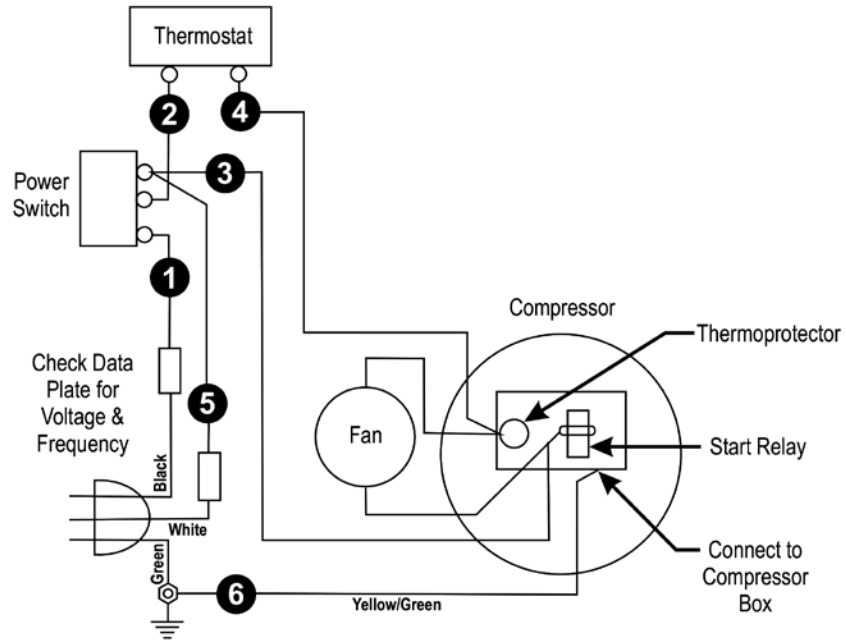 Thermostat
2
4
3
Power
Switch
1
Compressor
Thermoprotector
Check Data
Plate for
Voltage &
Frequency
5
Fan
Start Relay
Black
White
Green
6
Yellow/Green
Connect to
Compressor
Box